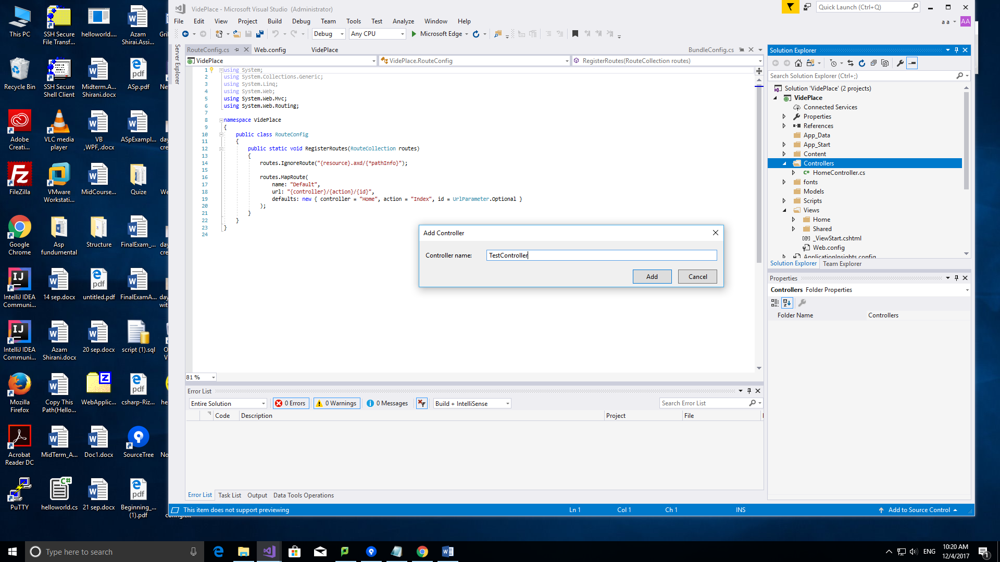 This PC
SSH Secure File Transf...
helloworld....
Azam Shirai.Assi...
Recycle Bin
SSH Secure Shell Client
Midterm.A... Shirani.docx
ASp.pdf
Adobe Creati...
VLC media player
VB ,WPF,.docx
ASpExampl...
FileZilla
VMware Workstati...
MidCourse...
Quize
Google Chrome
Asp fundumental
Structure
FinalExam_...
IntelliJ IDEA Communi...
14 sep.docx
untitled.pdf
FinalExamA...
IntelliJ IDEA Communi...
Azam Shirani.docx
20 sep.docx
script (1).sql
Mozilla Firefox
Copy This Path(Hello...
WebApplic...
csharp-Riz...
Acrobat Reader DC
MidTerm_A...
Doc1.docx
SourceTree
PuTTY
helloworld.cs
21 sep.docx
Beginning_... (1).pdf
VidePlace - Microsoft Visual Studio (Administrator)
Quick Launch (Ctrl+Q)
File Edit View Project Build Debug Team Tools Test Analyze Window Help
a a AA
Debug Any CPU Microsoft Edge
Server Explorer
RouteConfig.cs Web.config VidePlace BundleConfig.cs
VidePlace VidePlace.RouteConfig RegisterRoutes(RouteCollection routes)
1 using System;
2 using System.Collections.Generic;
3 using System.Linq;
4 using System.Web;
5 using System.Web.Mvc;
6 using System.Web.Routing;
7
8 namespace VidePlace
9 {
10 public class RouteConfig
11 {
12 public static void RegisterRoutes(RouteCollection routes)
13 {
14 routes.IgnoreRoute("{resource}.axd/{*pathInfo}");
15
16 routes.MapRoute(
17 name: "Default",
18 url: "{controller}/{action}/{id}",
19 defaults: new { controller = "Home", action = "Index", id = UrlParameter.Optional }
20 );
21 }
22 }
23 }
24
Add Controller
Controller name: TestController
Add Cancel
81 %
Error List
Entire Solution 0 Errors 0 Warnings 0 Messages Build + IntelliSense Search Error List
Code Description Project File
Error List Task List Output Data Tools Operations
Solution Explorer
Search Solution Explorer (Ctrl+;)
Solution 'VidePlace' (2 projects)
VidePlace
Connected Services
Properties
References
App_Data
App_Start
Content
Controllers
C# HomeController.cs
fonts
Models
Scripts
Views
Home
Shared
_ViewStart.cshtml
Web.config
ApplicationInsights.config
Solution Explorer Team Explorer
Properties
Controllers Folder Properties
Folder Name Controllers
This item does not support previewing Ln 1 Col 1 Ch 1 INS Add to Source Control
Type here to search
ENG
10:20 AM
12/4/2017
1